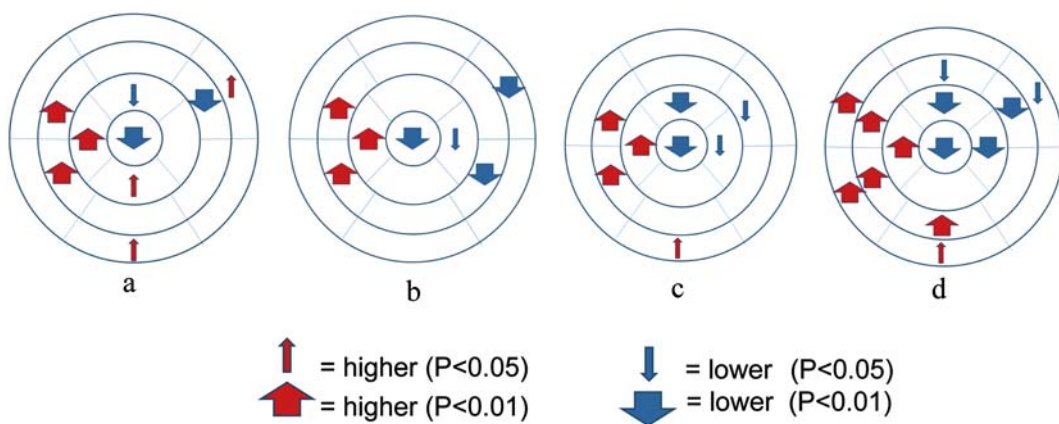 a b c d
= higher (P<0.05) = lower (P<0.05)
= higher (P<0.01) = lower (P<0.01)